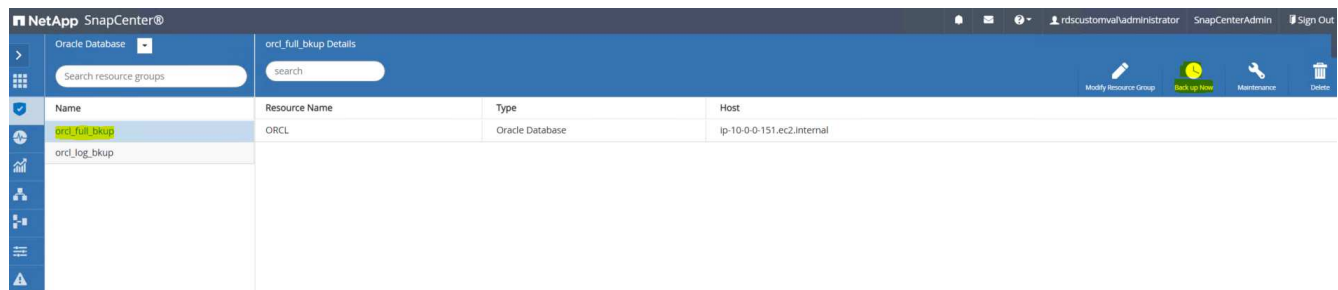 NetApp SnapCenter®
rdscustomval\administrator SnapCenterAdmin Sign Out
Oracle Database
orcl_full_bkup Details
Search resource groups
search
Modify Resource Group Back up Now Maintenance Delete
Name
Resource Name Type Host
orcl_full_bkup
ORCL Oracle Database ip-10-0-0-151.ec2.internal
orcl_log_bkup